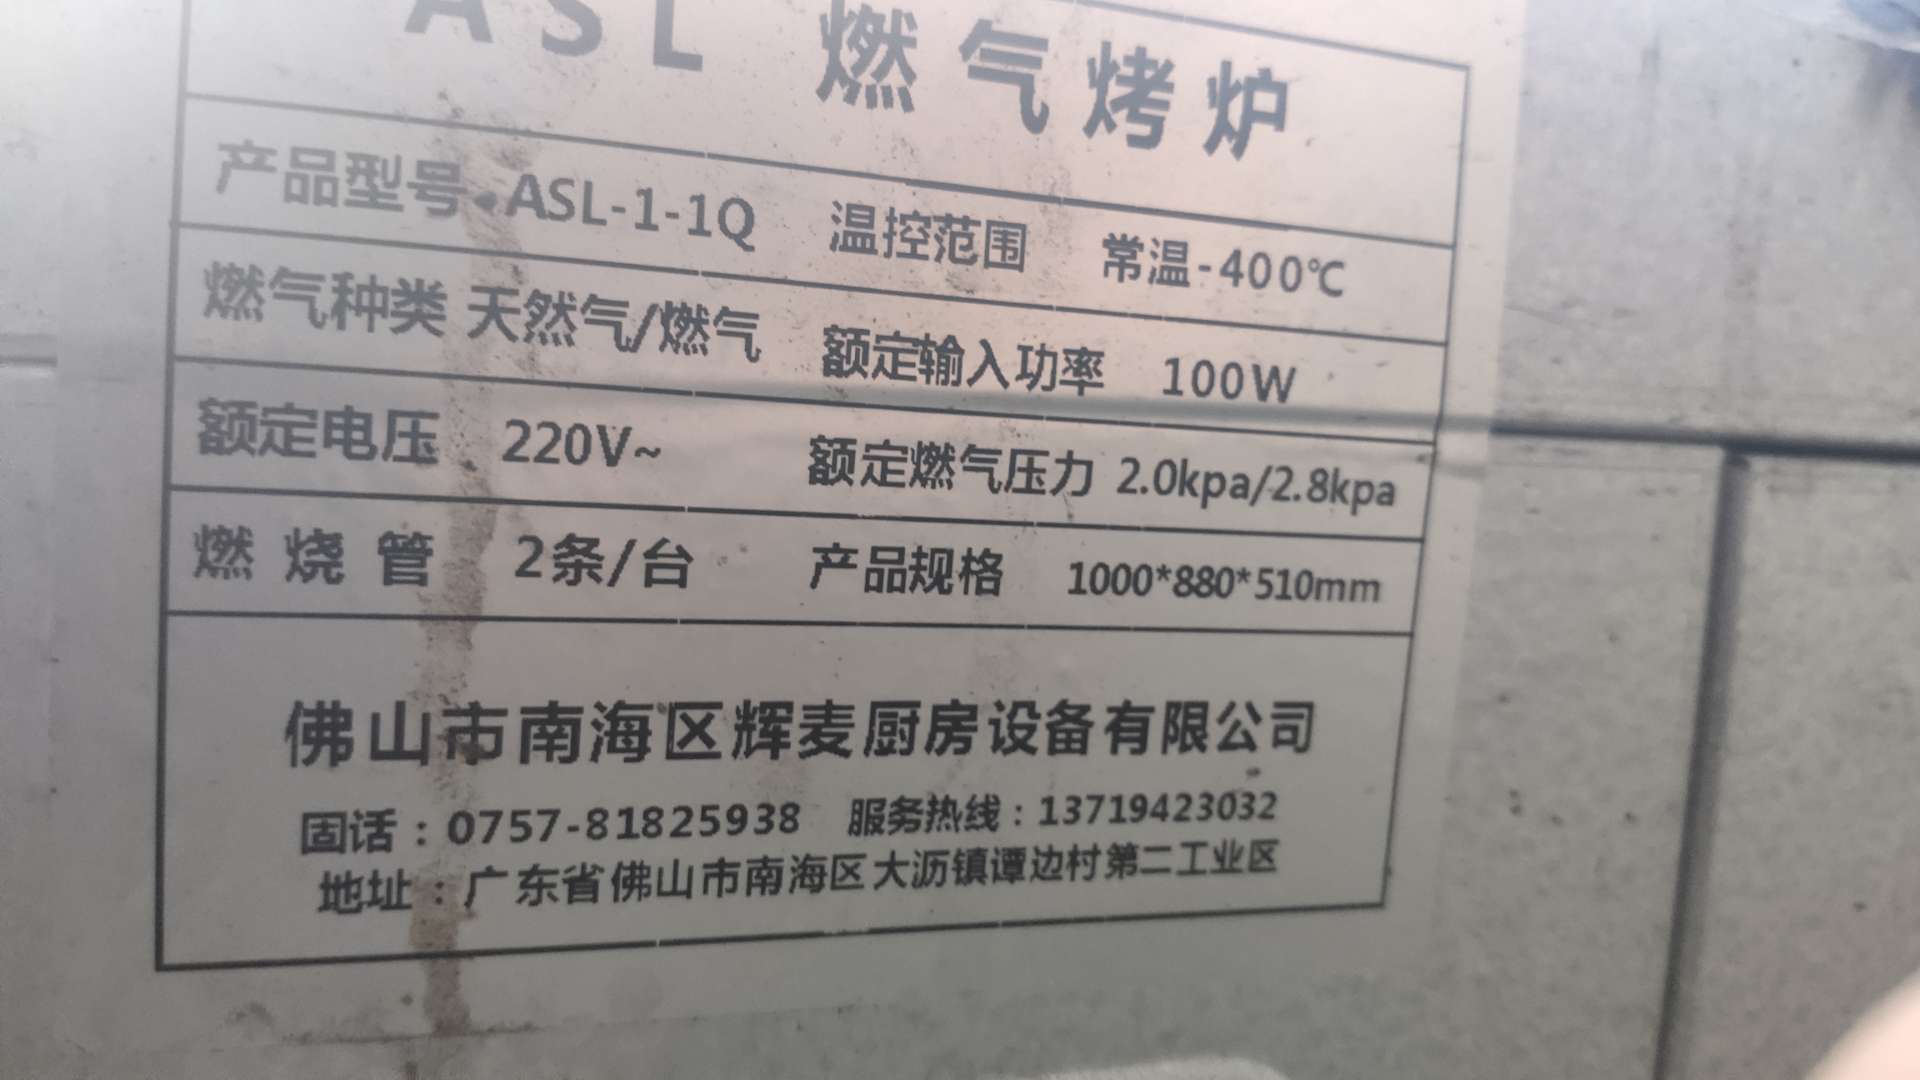 ASL 燃气烤炉
产品型号 ASL-1-1Q 温控范围 常温-400℃
燃气种类 天然气/燃气 额定输入功率 100W
额定电压 220V~ 额定燃气压力 2.0kpa/2.8kpa
燃烧管 2条/台 产品规格 1000*880*510mm
佛山市南海区辉麦厨房设备有限公司
固话：0757-81825938 服务热线：13719423032
地址：广东省佛山市南海区大沥镇谭边村第二工业区